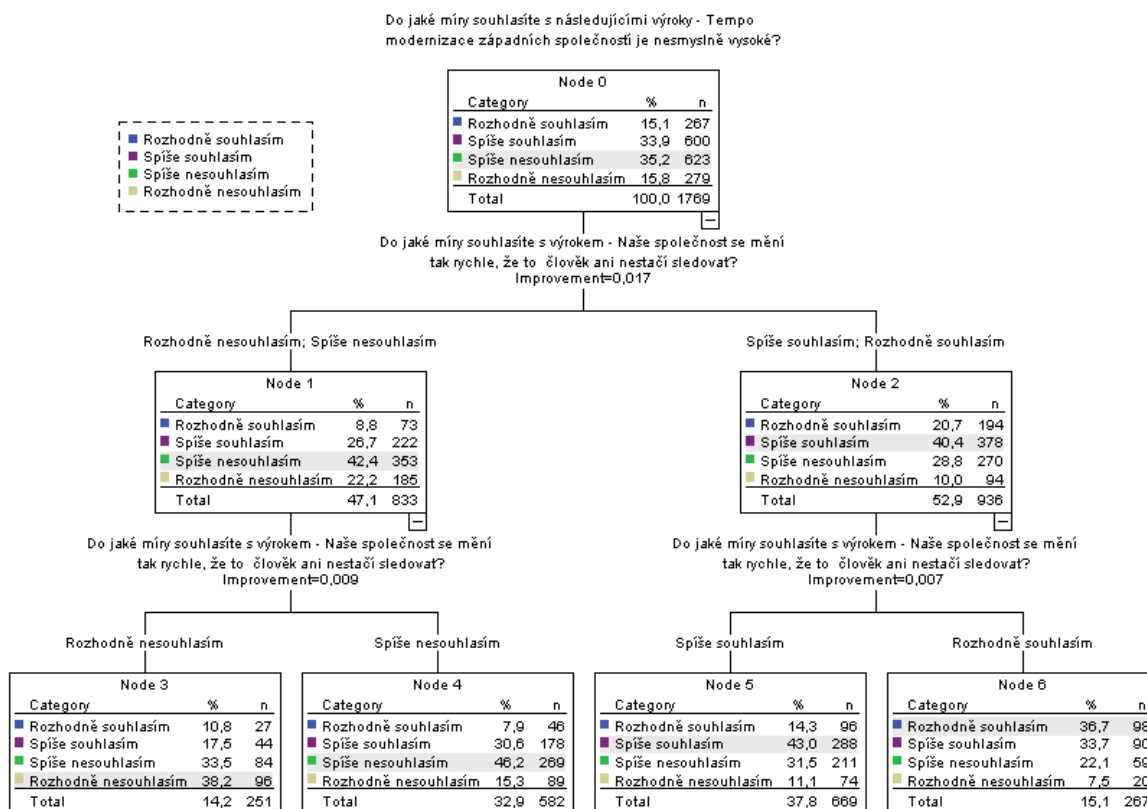 Do jaké míry souhlasíte s následujícími výroky - Tempo
modernizace západních společností je nesmyslně vysoké?
Node 0
Category % n
Rozhodně souhlasím 15,1 267
Spíše souhlasím 33,9 600
Spíše nesouhlasím 35,2 623
Rozhodně nesouhlasím 15,8 279
Total 100,0 1769
Rozhodně souhlasím
Spíše souhlasím
Spíše nesouhlasím
Rozhodně nesouhlasím
Do jaké míry souhlasíte s výrokem - Naše společnost se mění
tak rychle, že to člověk ani nestačí sledovat?
Improvement=0,017
Rozhodně nesouhlasím; Spíše nesouhlasím
Spíše souhlasím; Rozhodně souhlasím
Node 1
Category % n
Rozhodně souhlasím 8,8 73
Spíše souhlasím 26,7 222
Spíše nesouhlasím 42,4 353
Rozhodně nesouhlasím 22,2 185
Total 47,1 833
Node 2
Category % n
Rozhodně souhlasím 20,7 194
Spíše souhlasím 40,4 378
Spíše nesouhlasím 28,8 270
Rozhodně nesouhlasím 10,0 94
Total 52,9 936
Do jaké míry souhlasíte s výrokem - Naše společnost se mění
tak rychle, že to člověk ani nestačí sledovat?
Improvement=0,009
Do jaké míry souhlasíte s výrokem - Naše společnost se mění
tak rychle, že to člověk ani nestačí sledovat?
Improvement=0,007
Rozhodně nesouhlasím
Spíše nesouhlasím
Spíše souhlasím
Rozhodně souhlasím
Node 3
Category % n
Rozhodně souhlasím 10,8 27
Spíše souhlasím 17,5 44
Spíše nesouhlasím 33,5 84
Rozhodně nesouhlasím 38,2 96
Total 14,2 251
Node 4
Category % n
Rozhodně souhlasím 7,9 46
Spíše souhlasím 30,6 178
Spíše nesouhlasím 46,2 269
Rozhodně nesouhlasím 15,3 89
Total 32,9 582
Node 5
Category % n
Rozhodně souhlasím 14,3 96
Spíše souhlasím 43,0 288
Spíše nesouhlasím 31,5 211
Rozhodně nesouhlasím 11,1 74
Total 37,8 669
Node 6
Category % n
Rozhodně souhlasím 36,7 98
Spíše souhlasím 33,7 90
Spíše nesouhlasím 22,1 59
Rozhodně nesouhlasím 7,5 20
Total 15,1 267